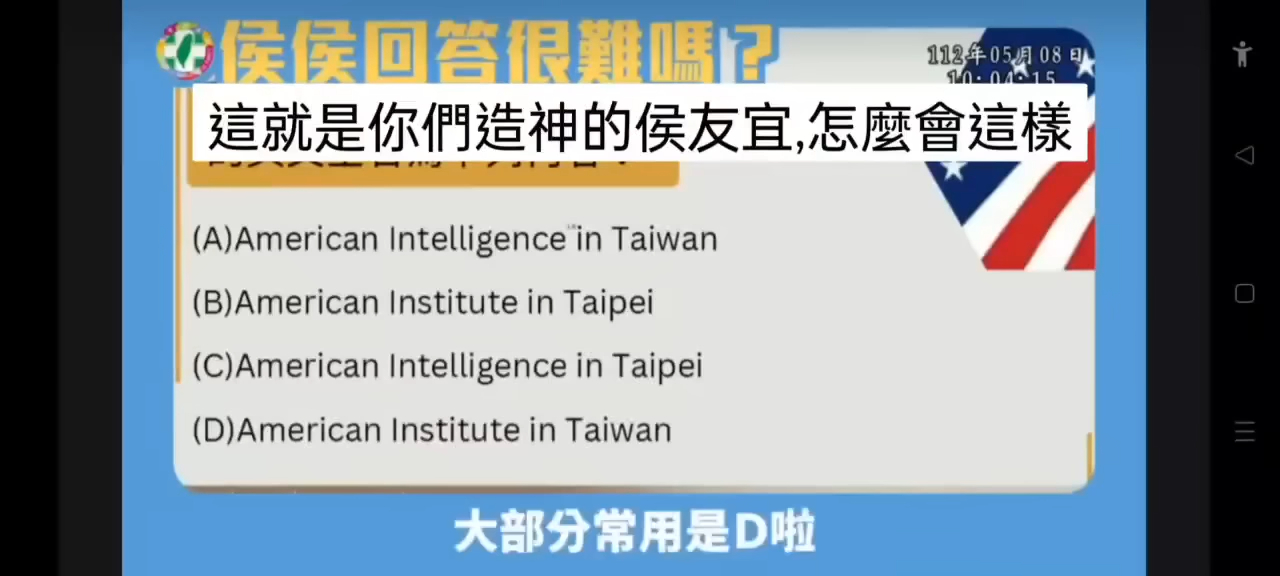 侯侯回答很難嗎？
112年05月08日
10:04:15
這就是你們造神的侯友宜,怎麼會這樣
(A)American Intelligence in Taiwan
(B)American Institute in Taipei
(C)American Intelligence in Taipei
(D)American Institute in Taiwan
大部分常用是D啦